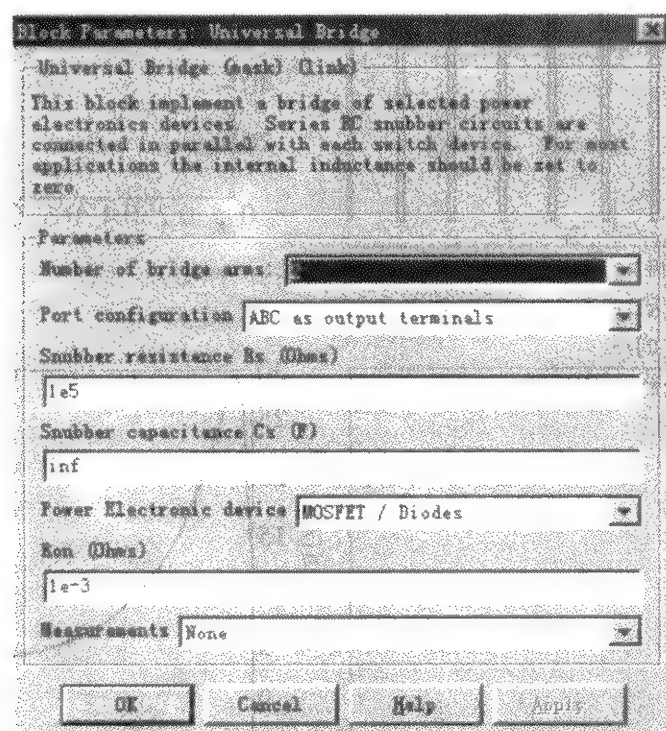 Block Parameters: Universal Bridge
Universal Bridge (mask) (link)
This block implement a bridge of selected power
electronics devices. Series RC snubber circuits are
connected in parallel with each switch device. For most
applications the internal inductance should be set to
zero
Parameters
Number of bridge arms:
Port configuration ABC as output terminals
Snubber resistance Rs (Ohms)
1e5
Snubber capacitance Cs (F)
inf
Power Electronic device MOSFET / Diodes
Ron (Ohms)
1e-3
Measurements None
OK Cancel Help Apply